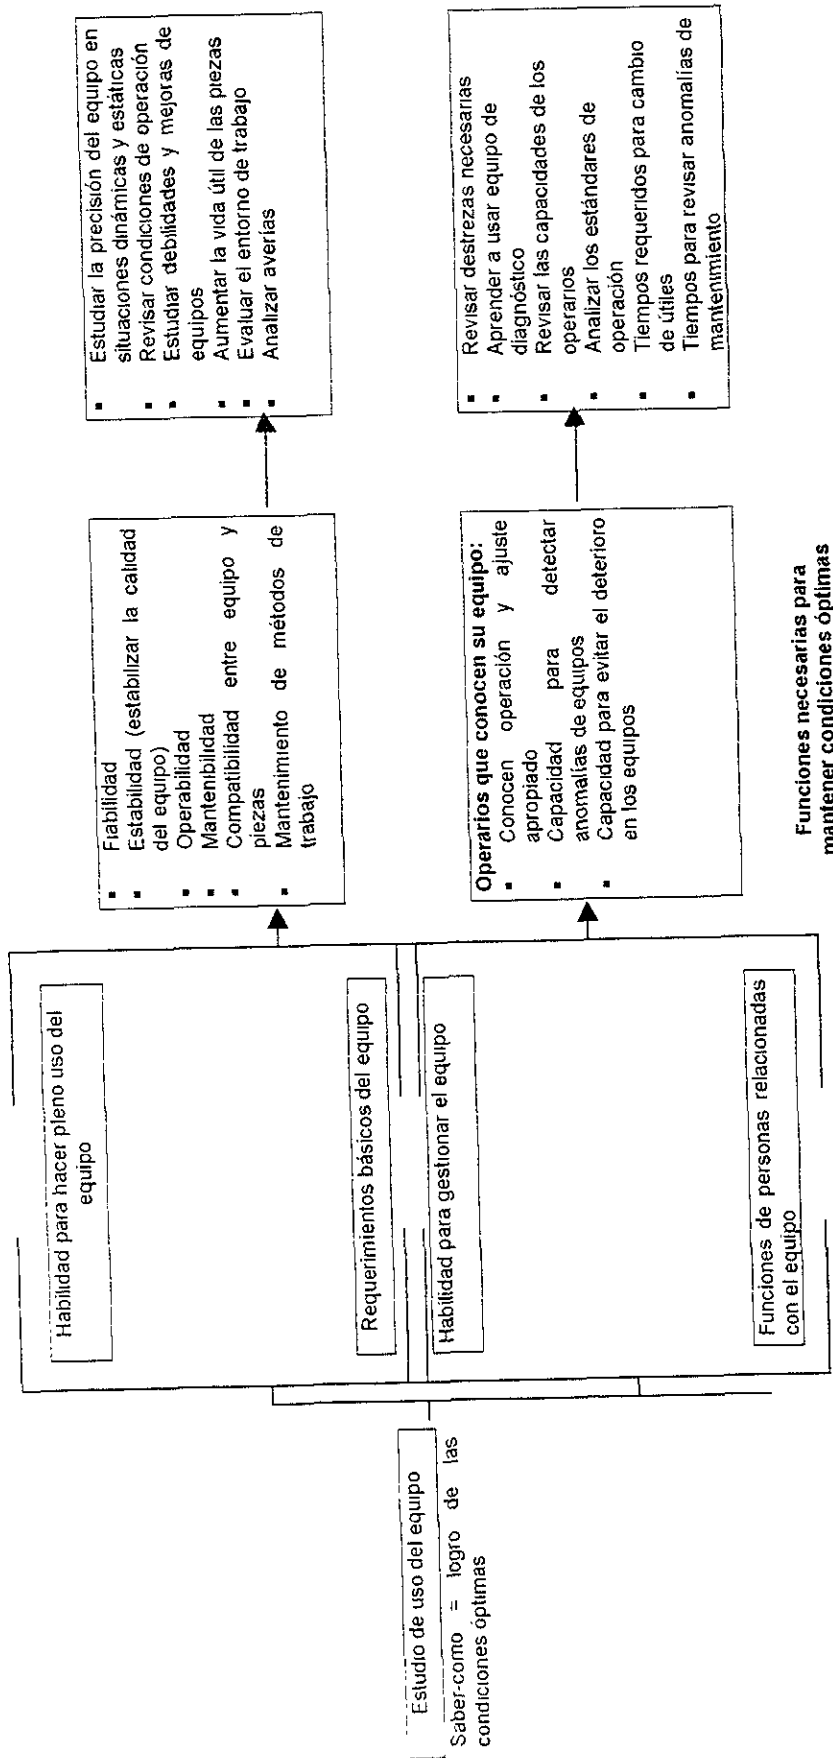 Estudio de uso del equipo
Saber-como = logro de las
condiciones óptimas
Habilidad para hacer pleno uso del
equipo
Requerimientos básicos del equipo
Habilidad para gestionar el equipo
Funciones de personas relacionadas
con el equipo
▪ Fiabilidad
▪ Estabilidad (estabilizar la calidad
del equipo)
▪ Operabilidad
▪ Mantenibilidad
▪ Compatibilidad entre equipo y
piezas
▪ Mantenimiento de métodos de
trabajo
Operarios que conocen su equipo:
▪ Conocen operación y ajuste
apropiado
▪ Capacidad para detectar
anomalías de equipos
▪ Capacidad para evitar el deterioro
en los equipos
▪ Estudiar la precisión del equipo en
situaciones dinámicas y estáticas
▪ Revisar condiciones de operación
▪ Estudiar debilidades y mejoras de
equipos
▪ Aumentar la vida útil de las piezas
▪ Evaluar el entorno de trabajo
▪ Analizar averías
▪ Revisar destrezas necesarias
▪ Aprender a usar equipo de
diagnóstico
▪ Revisar las capacidades de los
operarios
▪ Analizar los estándares de
operación
▪ Tiempos requeridos para cambio
de útiles
▪ Tiempos para revisar anomalías de
mantenimiento
Funciones necesarias para
mantener condiciones óptimas